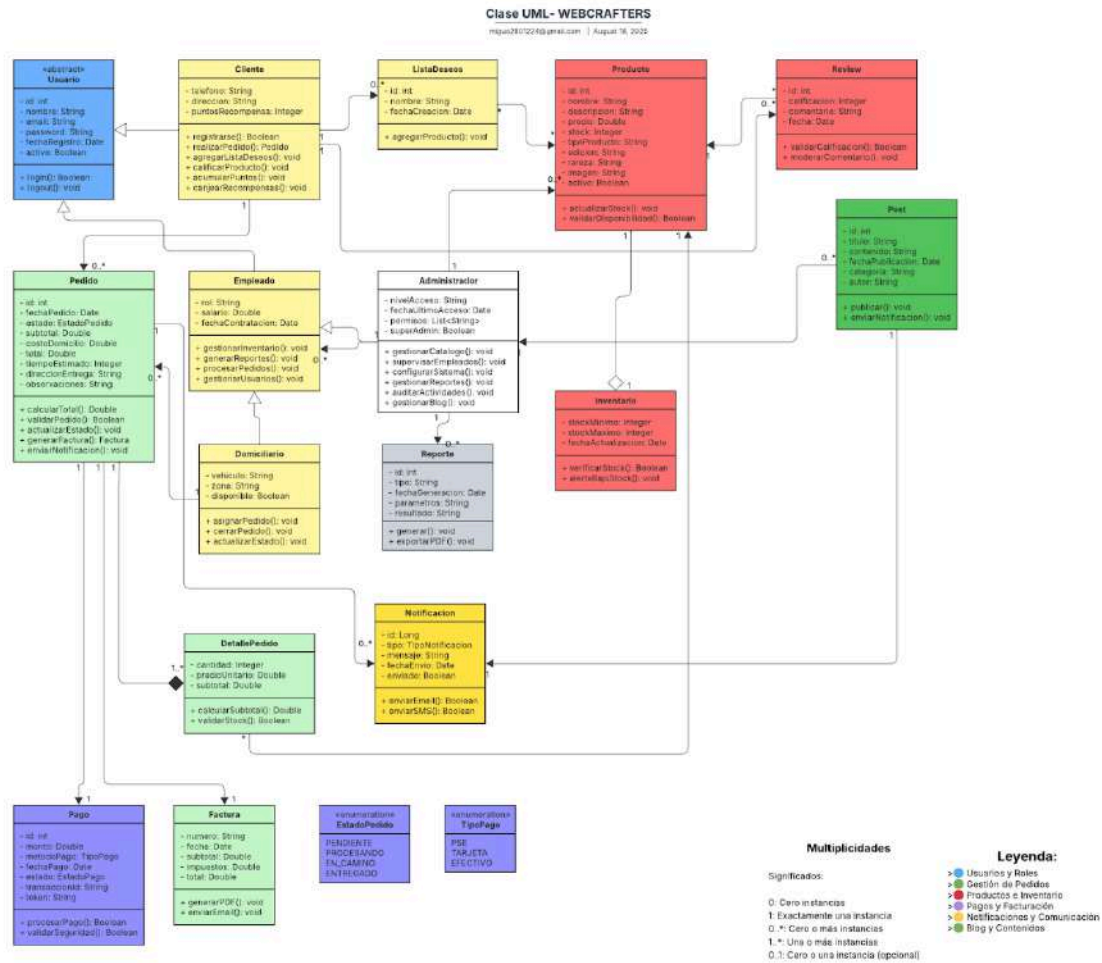 Clase UML- WEBCRAFTERS
| August 18, 2025
«abstract»
Usuario
- id: int
- nombre: String
- email: String
- password: String
- fechaRegistro: Date
- activo: Boolean
+ login(): Boolean
+ logout(): void
Cliente
- telefono: String
- direccion: String
- puntosRecompensa: Integer
+ registrarse(): Boolean
+ realizarPedido(): Pedido
+ agregarListaDeseos(): void
+ calificarProducto(): void
+ acumularPuntos(): void
+ canjearRecompensas(): void
ListaDeseos
- id: int
- nombre: String
- fechaCreacion: Date
+ agregarProducto(): void
Producto
- id: int
- nombre: String
- descripcion: String
- precio: Double
- stock: Integer
- tipoProducto: String
- edicion: String
- rareza: String
- imagen: String
- activo: Boolean
+ actualizarStock(): void
+ validarDisponibilidad(): Boolean
Review
- id: int
- calificacion: Integer
- comentario: String
- fecha: Date
+ validarCalificacion(): Boolean
+ moderarComentario(): void
Post
- id: int
- titulo: String
- contenido: String
- fechaPublicacion: Date
- categoria: String
- autor: String
+ publicar(): void
+ enviarNotificacion(): void
Pedido
- id: int
- fechaPedido: Date
- estado: EstadoPedido
- subtotal: Double
- costoDomicilio: Double
- total: Double
- tiempoEstimado: Integer
- direccionEntrega: String
- observaciones: String
+ calcularTotal(): Double
+ validarPedido(): Boolean
+ actualizarEstado(): void
+ generarFactura(): Factura
+ enviarNotificacion(): void
Empleado
- rol: String
- salario: Double
- fechaContratacion: Date
+ gestionarInventario(): void
+ generarReportes(): void
+ procesarPedidos(): void
+ gestionarUsuarios(): void
Administrador
- nivelAcceso: String
- fechaUltimoAcceso: Date
- permisos: List<String>
- superAdmin: Boolean
+ gestionarCatalogo(): void
+ supervisarEmpleados(): void
+ configurarSistema(): void
+ gestionarReportes(): void
+ auditarActividades(): void
+ gestionarBlog(): void
Inventario
- stockMinimo: Integer
- stockMaximo: Integer
- fechaActualizacion: Date
+ verificarStock(): Boolean
+ alertaBajoStock(): void
Domiciliario
- vehiculo: String
- zona: String
- disponible: Boolean
+ asignarPedido(): void
+ cerrarPedido(): void
+ actualizarEstado(): void
Reporte
- id: int
- tipo: String
- fechaGeneracion: Date
- parametros: String
- resultado: String
+ generar(): void
+ exportarPDF(): void
DetallePedido
- cantidad: Integer
- precioUnitario: Double
- subtotal: Double
+ calcularSubtotal(): Double
+ validarStock(): Boolean
Notificacion
- id: Long
- tipo: TipoNotificacion
- mensaje: String
- fechaEnvio: Date
- enviado: Boolean
+ enviarEmail(): Boolean
+ enviarSMS(): Boolean
Pago
- id: int
- monto: Double
- metodoPago: TipoPago
- fechaPago: Date
- estado: EstadoPago
- transaccionId: String
- token: String
+ procesarPago(): Boolean
+ validarSeguridad(): Boolean
Factura
- numero: String
- fecha: Date
- subtotal: Double
- impuestos: Double
- total: Double
+ generarPDF(): void
+ enviarEmail(): void
«enumeration»
EstadoPedido
PENDIENTE
PROCESANDO
EN_CAMINO
ENTREGADO
«enumeration»
TipoPago
PSE
TARJETA
EFECTIVO
Multiplicidades
Significados:
0: Cero instancias
1: Exactamente una instancia
0..*: Cero o más instancias
1..*: Una o más instancias
0..1: Cero o una instancia (opcional)
Leyenda:
> Usuarios y Roles
> Gestión de Pedidos
> Productos e Inventario
> Pagos y Facturación
> Notificaciones y Comunicación
> Blog y Contenidos